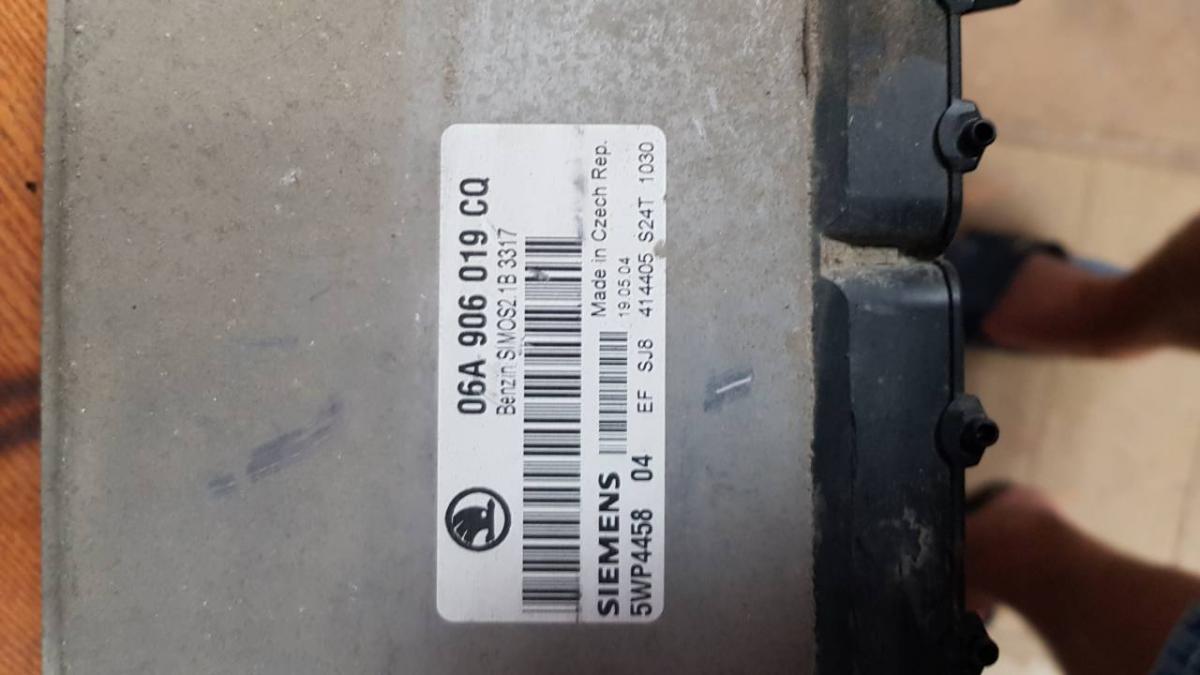 06A 906 019 CQ
Benzin SIMOS2.1B 3317
SIEMENS
Made in Czech Rep.
19.05.04
5WP4458 04 EF SJ8 414405 S24T 1030